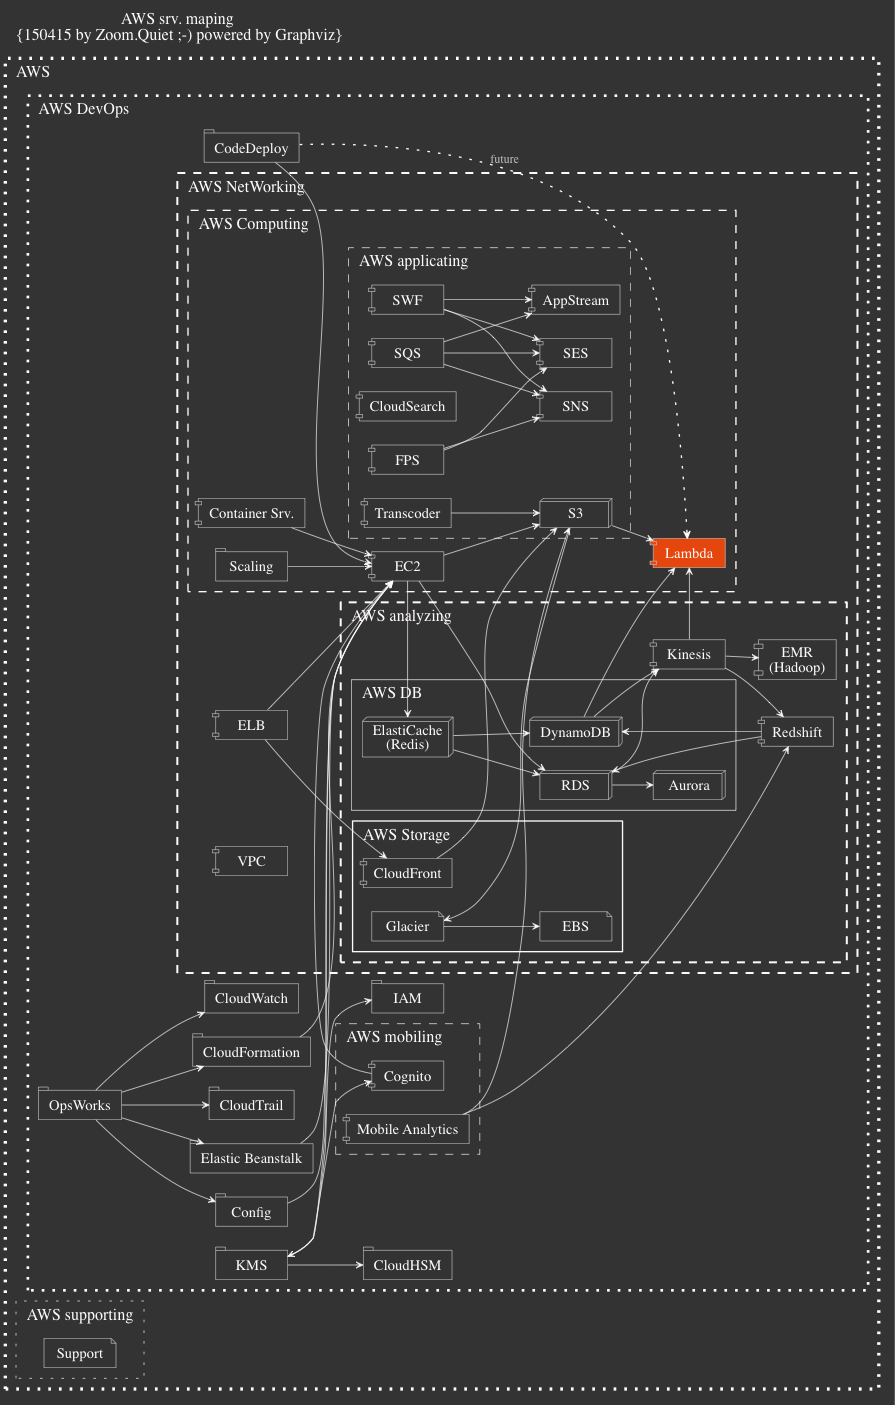 AWS srv. maping
{150415 by Zoom.Quiet ;-) powered by Graphviz}
AWS
AWS DevOps
CodeDeploy
future
AWS NetWorking
AWS Computing
AWS applicating
SWF
AppStream
SQS
SES
CloudSearch
SNS
FPS
Container Srv.
Transcoder
S3
Lambda
Scaling
EC2
AWS analyzing
Kinesis
EMR
(Hadoop)
AWS DB
ELB
ElastiCache
(Redis)
DynamoDB
Redshift
RDS
Aurora
AWS Storage
VPC
CloudFront
Glacier
EBS
CloudWatch
IAM
AWS mobiling
CloudFormation
Cognito
OpsWorks
CloudTrail
Mobile Analytics
Elastic Beanstalk
Config
KMS
CloudHSM
AWS supporting
Support